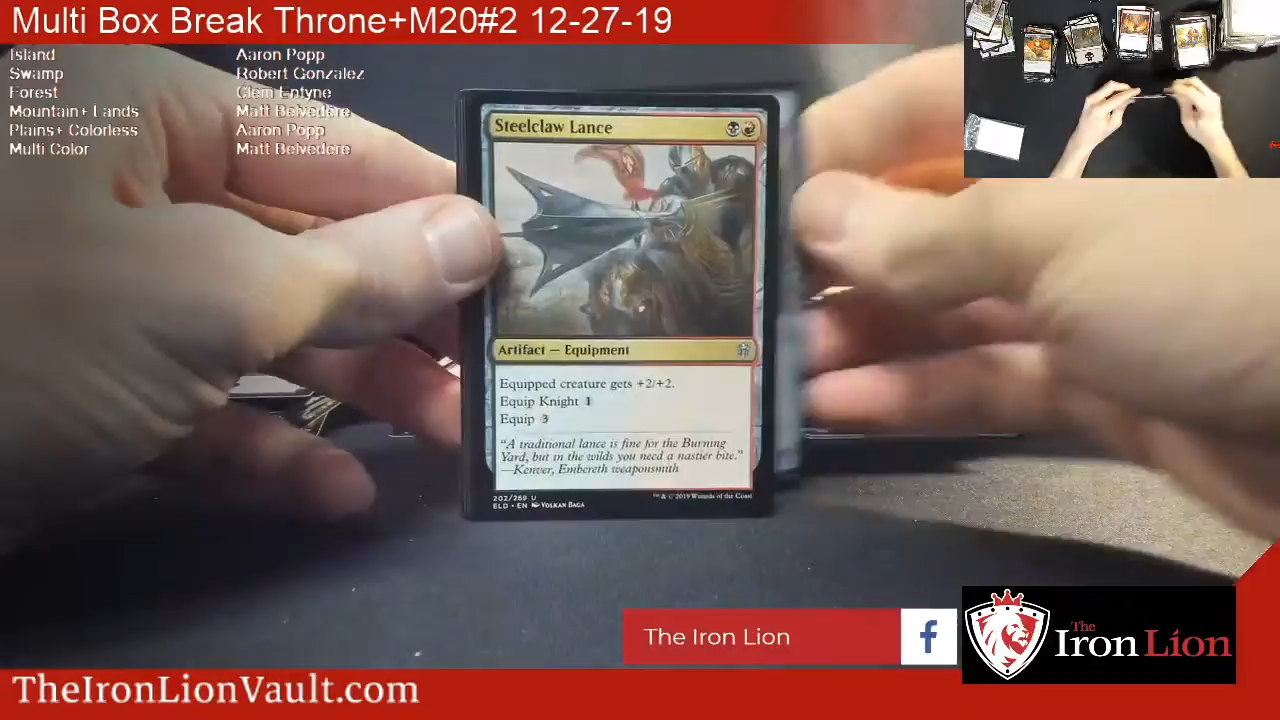 Multi Box Break Throne+M20#2 12-27-19
Island Aaron Popp
Swamp Robert Gonzalez
Forest Clem Entyne
Mountain+ Lands Matt Belvedere
Plains+ Colorless Aaron Popp
Multi Color Matt Belvedere
Steelclaw Lance
Artifact — Equipment
Equipped creature gets +2/+2.
Equip Knight 1
Equip 3
"A traditional lance is fine for the Burning
Yard, but in the wilds you need a nastier bite."
—Kenver, Embereth weaponsmith
202/269 U
™ & © 2019 Wizards of the Coast
ELD • EN VOLKAN BAGA
The Iron Lion
f
The
Iron Lion
TheIronLionVault.com